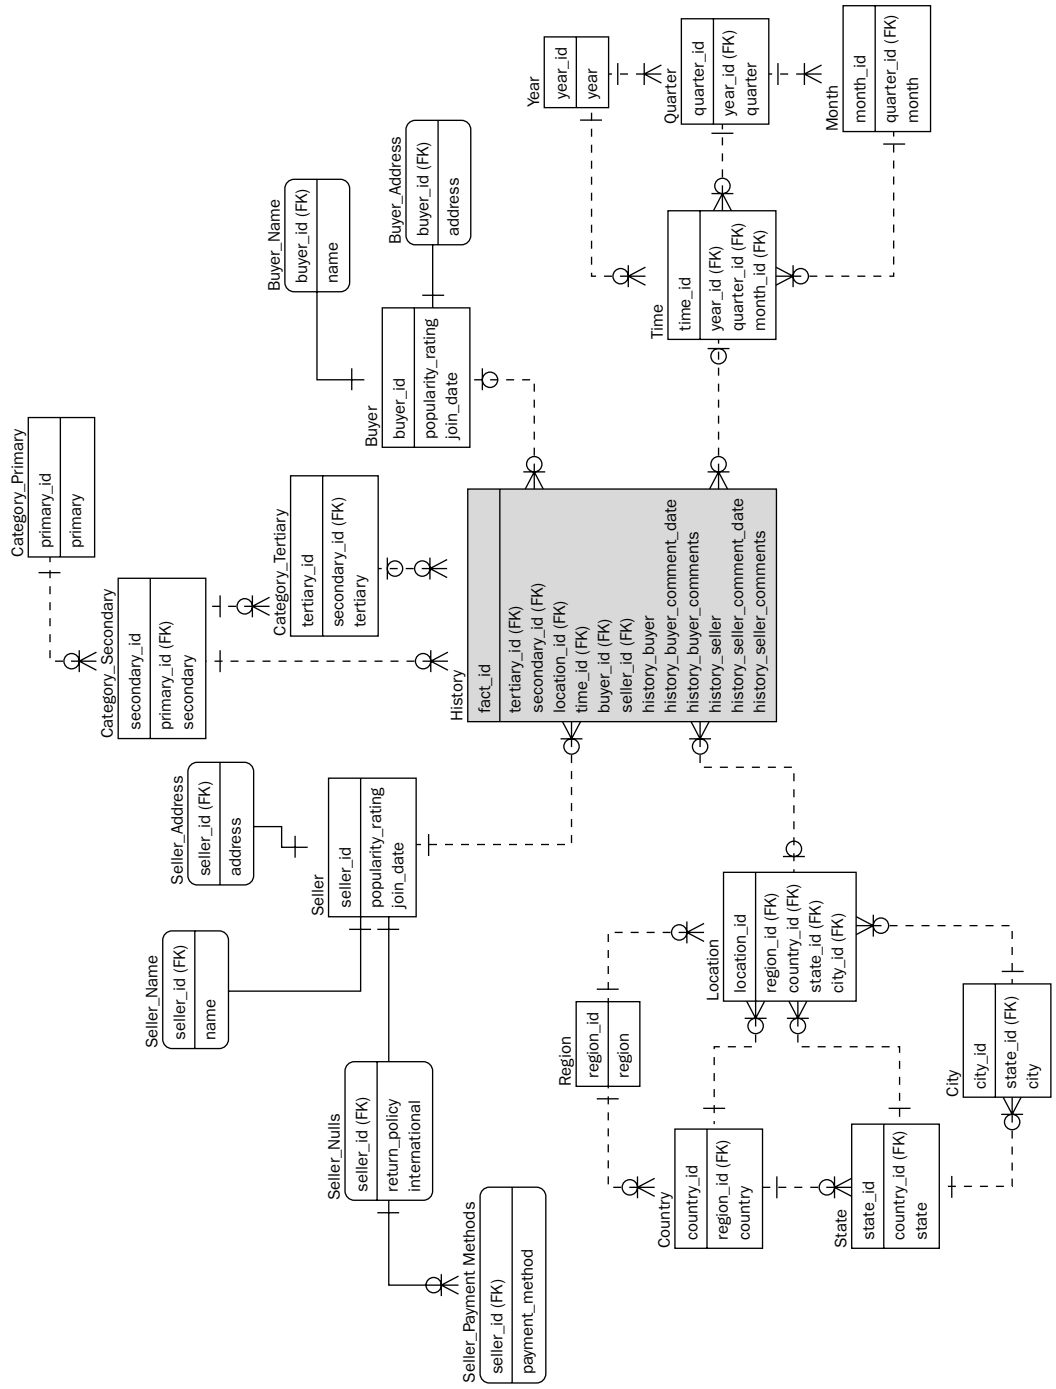 Category_Primary
primary_id
primary
Category_Secondary
secondary_id
primary_id (FK)
secondary
Category_Tertiary
tertiary_id
secondary_id (FK)
tertiary
Seller_Name
seller_id (FK)
name
Seller_Address
seller_id (FK)
address
Seller
seller_id
popularity_rating
join_date
Seller_Nulls
seller_id (FK)
return_policy
international
Seller_Payment Methods
seller_id (FK)
payment_method
Buyer_Name
buyer_id (FK)
name
Buyer_Address
buyer_id (FK)
address
Buyer
buyer_id
popularity_rating
join_date
History
fact_id
tertiary_id (FK)
secondary_id (FK)
location_id (FK)
time_id (FK)
buyer_id (FK)
seller_id (FK)
history_buyer
history_buyer_comment_date
history_buyer_comments
history_seller
history_seller_comment_date
history_seller_comments
Year
year_id
year
Quarter
quarter_id
year_id (FK)
quarter
Month
month_id
quarter_id (FK)
month
Time
time_id
year_id (FK)
quarter_id (FK)
month_id (FK)
Region
region_id
region
Location
location_id
region_id (FK)
country_id (FK)
state_id (FK)
city_id (FK)
Country
country_id
region_id (FK)
country
State
state_id
country_id (FK)
state
City
city_id
state_id (FK)
city